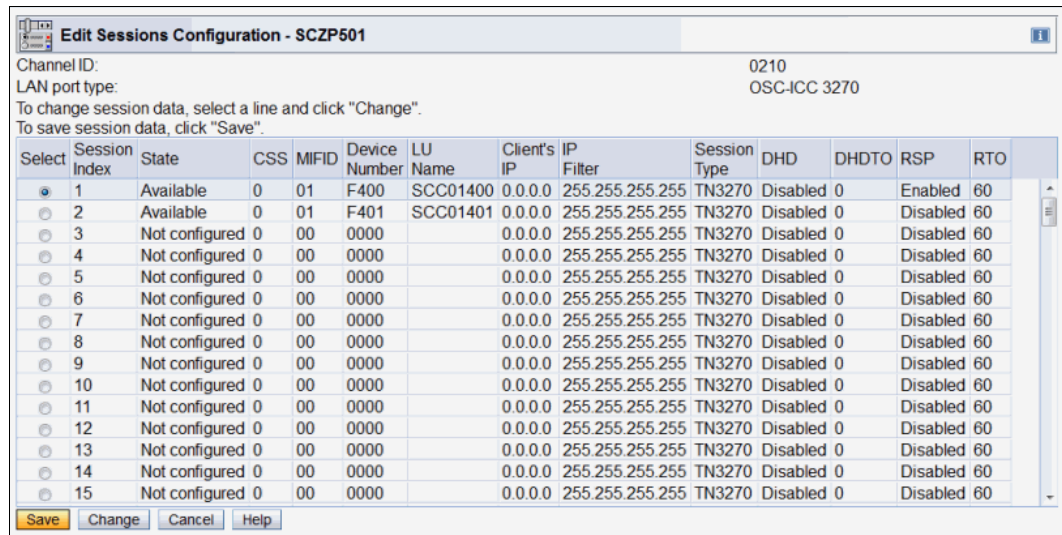 Edit Sessions Configuration - SCZP501
Channel ID: 0210
LAN port type: OSC-ICC 3270
To change session data, select a line and click "Change".
To save session data, click "Save".
Select Session Index State CSS MIFID Device Number LU Name Client's IP IP Filter Session Type DHD DHDTO RSP RTO
1 Available 0 01 F400 SCC01400 0.0.0.0 255.255.255.255 TN3270 Disabled 0 Enabled 60
2 Available 0 01 F401 SCC01401 0.0.0.0 255.255.255.255 TN3270 Disabled 0 Disabled 60
3 Not configured 0 00 0000 0.0.0.0 255.255.255.255 TN3270 Disabled 0 Disabled 60
4 Not configured 0 00 0000 0.0.0.0 255.255.255.255 TN3270 Disabled 0 Disabled 60
5 Not configured 0 00 0000 0.0.0.0 255.255.255.255 TN3270 Disabled 0 Disabled 60
6 Not configured 0 00 0000 0.0.0.0 255.255.255.255 TN3270 Disabled 0 Disabled 60
7 Not configured 0 00 0000 0.0.0.0 255.255.255.255 TN3270 Disabled 0 Disabled 60
8 Not configured 0 00 0000 0.0.0.0 255.255.255.255 TN3270 Disabled 0 Disabled 60
9 Not configured 0 00 0000 0.0.0.0 255.255.255.255 TN3270 Disabled 0 Disabled 60
10 Not configured 0 00 0000 0.0.0.0 255.255.255.255 TN3270 Disabled 0 Disabled 60
11 Not configured 0 00 0000 0.0.0.0 255.255.255.255 TN3270 Disabled 0 Disabled 60
12 Not configured 0 00 0000 0.0.0.0 255.255.255.255 TN3270 Disabled 0 Disabled 60
13 Not configured 0 00 0000 0.0.0.0 255.255.255.255 TN3270 Disabled 0 Disabled 60
14 Not configured 0 00 0000 0.0.0.0 255.255.255.255 TN3270 Disabled 0 Disabled 60
15 Not configured 0 00 0000 0.0.0.0 255.255.255.255 TN3270 Disabled 0 Disabled 60
Save Change Cancel Help